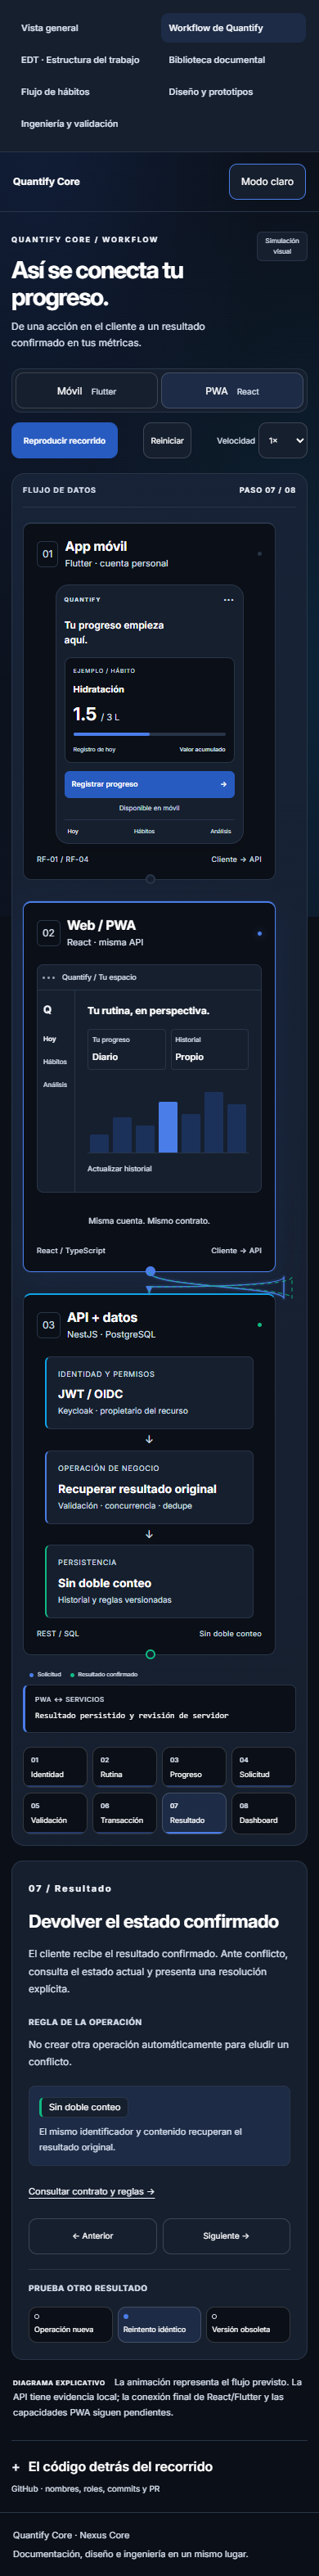 Vista general
Workflow de Quantify
EDT · Estructura del trabajo
Biblioteca documental
Flujo de hábitos
Diseño y prototipos
Ingeniería y validación
Quantify Core
Modo claro
QUANTIFY CORE / WORKFLOW
Simulación
visual
Así se conecta tu
progreso.
De una acción en el cliente a un resultado
confirmado en tus métricas.
Móvil Flutter
PWA React
Reproducir recorrido
Reiniciar
Velocidad 1×
FLUJO DE DATOS
PASO 07 / 08
01
App móvil
Flutter · cuenta personal
QUANTIFY
Tu progreso empieza
aquí.
EJEMPLO / HÁBITO
Hidratación
1.5 / 3 L
Registro de hoy
Valor acumulado
Registrar progreso →
Disponible en móvil
Hoy
Hábitos
Análisis
RF-01 / RF-04
Cliente → API
02
Web / PWA
React · misma API
Quantify / Tu espacio
Q
Hoy
Hábitos
Análisis
Tu rutina, en perspectiva.
Tu progreso
Diario
Historial
Propio
Actualizar historial
Misma cuenta. Mismo contrato.
React / TypeScript
Cliente → API
03
API + datos
NestJS · PostgreSQL
IDENTIDAD Y PERMISOS
JWT / OIDC
Keycloak · propietario del recurso
↓
OPERACIÓN DE NEGOCIO
Recuperar resultado original
Validación · concurrencia · dedupe
↓
PERSISTENCIA
Sin doble conteo
Historial y reglas versionadas
REST / SQL
Sin doble conteo
Solicitud
Resultado confirmado
PWA ↔ SERVICIOS
Resultado persistido y revisión de servidor
01
Identidad
02
Rutina
03
Progreso
04
Solicitud
05
Validación
06
Transacción
07
Resultado
08
Dashboard
07 / Resultado
Devolver el estado confirmado
El cliente recibe el resultado confirmado. Ante conflicto,
consulta el estado actual y presenta una resolución
explícita.
REGLA DE LA OPERACIÓN
No crear otra operación automáticamente para eludir un
conflicto.
Sin doble conteo
El mismo identificador y contenido recuperan el
resultado original.
Consultar contrato y reglas →
← Anterior
Siguiente →
PRUEBA OTRO RESULTADO
Operación nueva
Reintento idéntico
Versión obsoleta
DIAGRAMA EXPLICATIVO La animación representa el flujo previsto. La
API tiene evidencia local; la conexión final de React/Flutter y las
capacidades PWA siguen pendientes.
+ El código detrás del recorrido
GitHub · nombres, roles, commits y PR
Quantify Core · Nexus Core
Documentación, diseño e ingeniería en un mismo lugar.